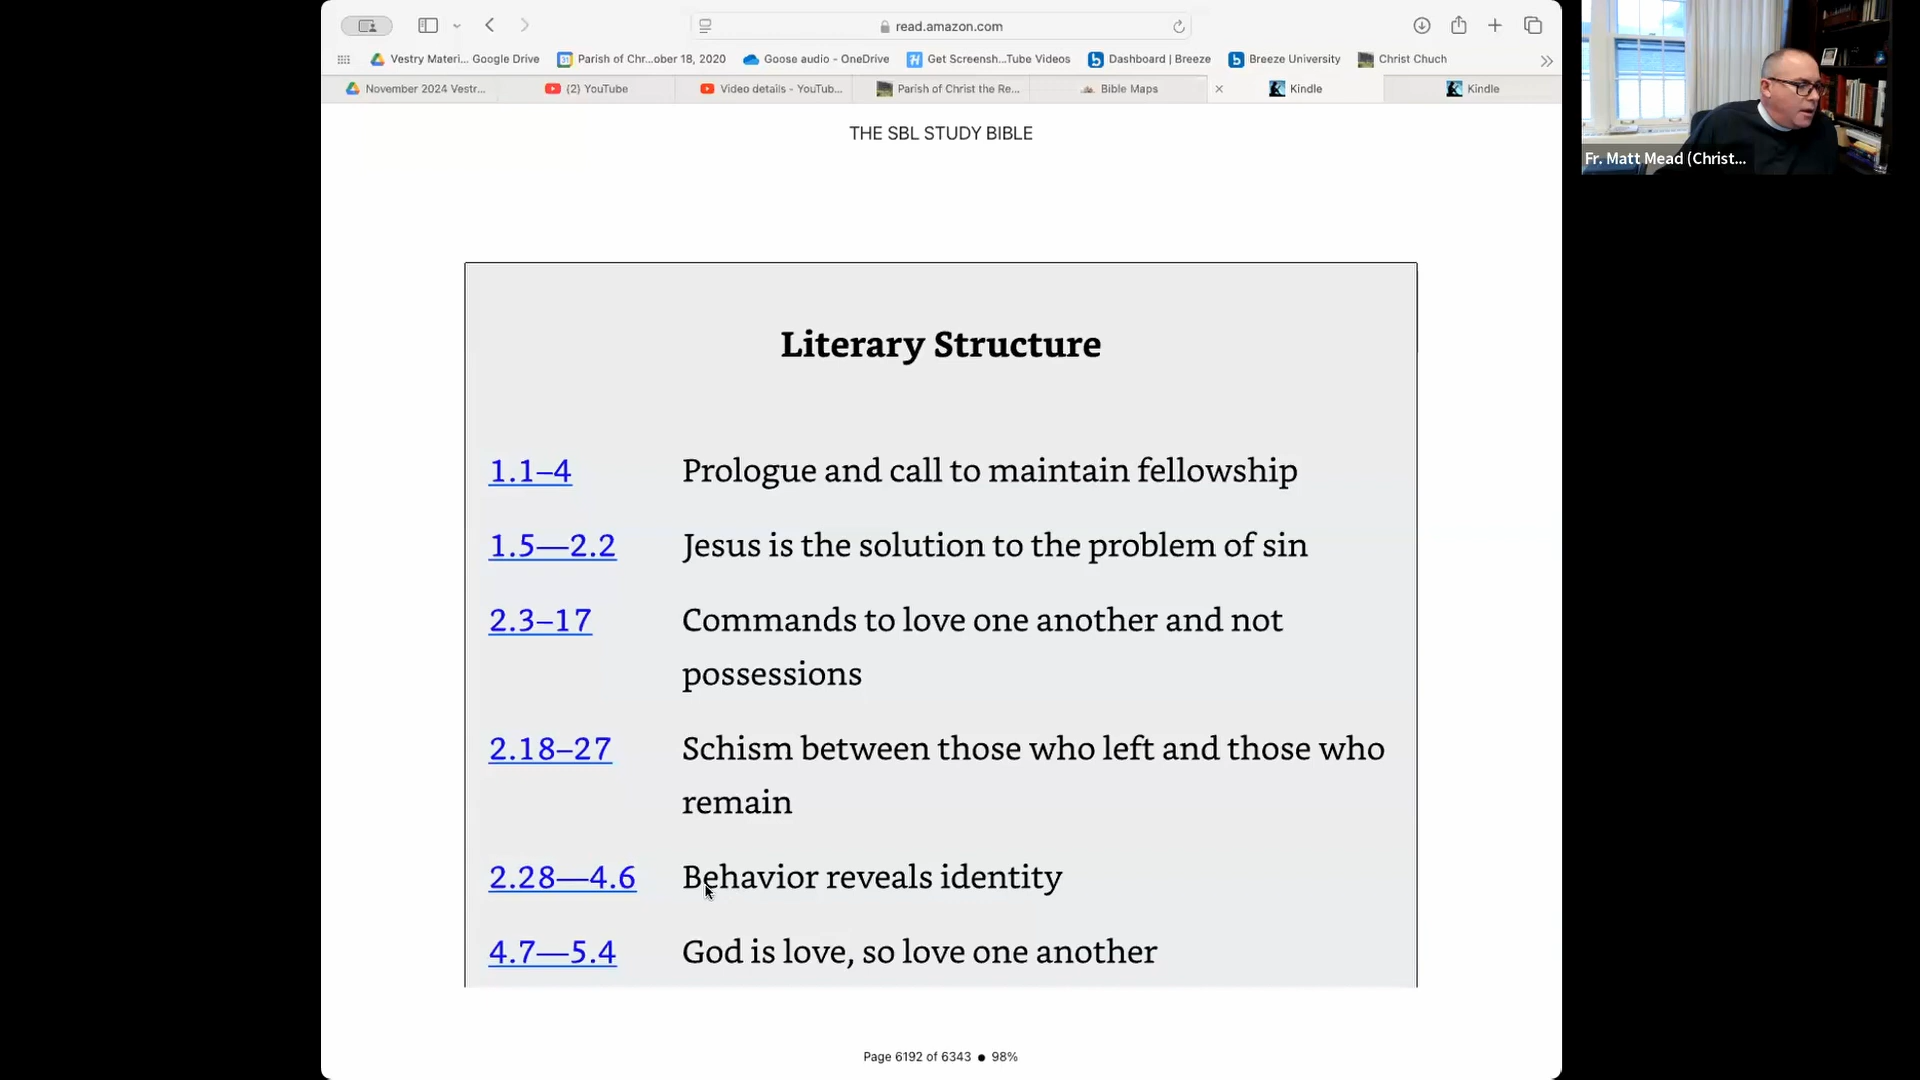 read.amazon.com
Vestry Materi... Google Drive
Parish of Chr...ober 18, 2020
Goose audio - OneDrive
Get Screensh...Tube Videos
Dashboard | Breeze
Breeze University
Christ Chuch
November 2024 Vestr...
(2) YouTube
Video details - YouTub...
Parish of Christ the Re...
Bible Maps
Kindle
Kindle
Fr. Matt Mead (Christ...
THE SBL STUDY BIBLE
Literary Structure
1.1–4 Prologue and call to maintain fellowship
1.5—2.2 Jesus is the solution to the problem of sin
2.3–17 Commands to love one another and not
possessions
2.18–27 Schism between those who left and those who
remain
2.28—4.6 Behavior reveals identity
4.7—5.4 God is love, so love one another
Page 6192 of 6343 ● 98%